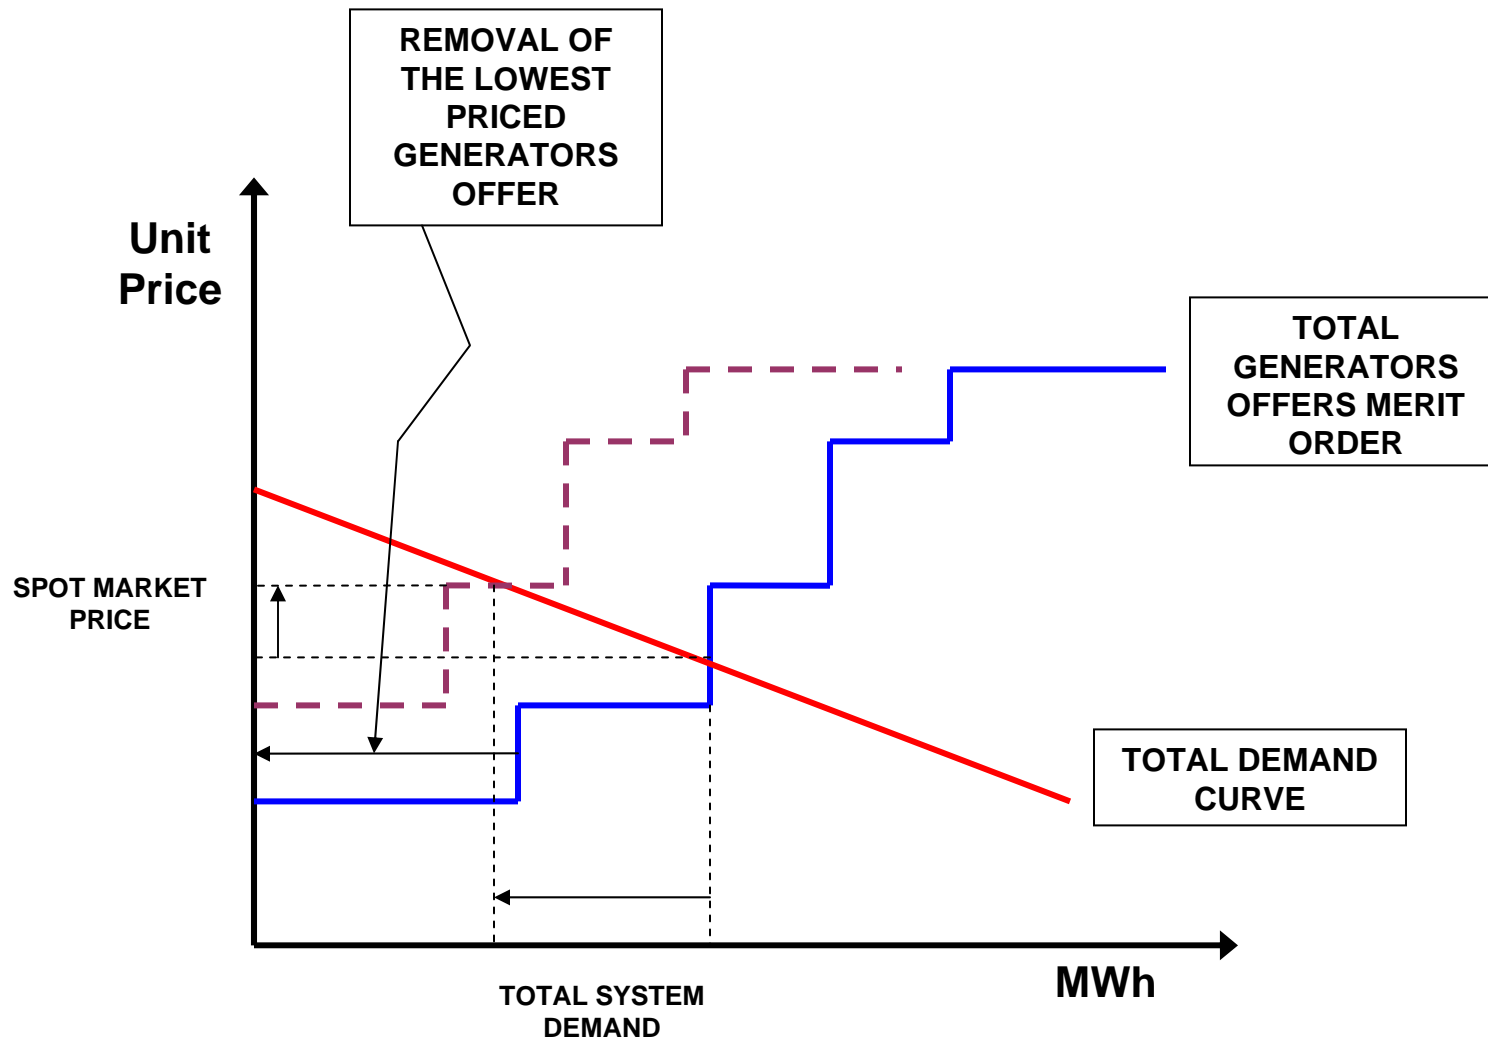 REMOVAL OF
THE LOWEST
PRICED
GENERATORS
OFFER
Unit
Price
TOTAL
GENERATORS
OFFERS MERIT
ORDER
SPOT MARKET
PRICE
TOTAL DEMAND
CURVE
MWh
TOTAL SYSTEM
DEMAND